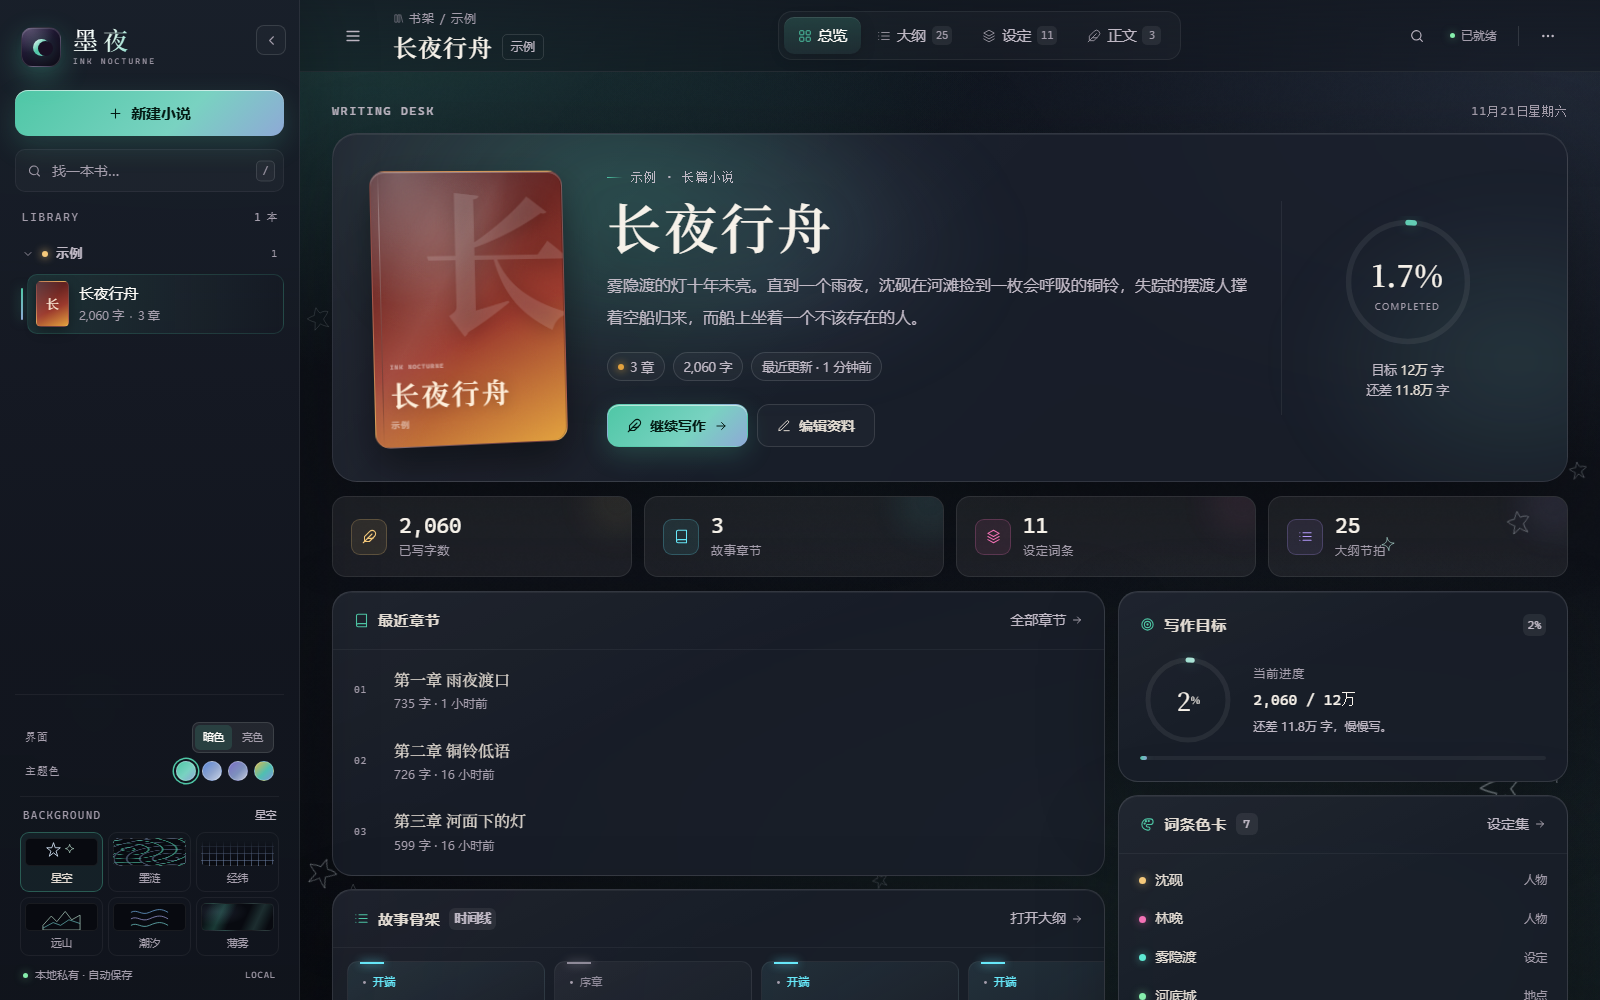 墨夜
INK NOCTURNE
+ 新建小说
找一本书... /
LIBRARY 1 本
示例 1
长
长夜行舟
2,060 字 · 3 章
界面 暗色 亮色
主题色
BACKGROUND 星空
星空 墨涟 经纬
远山 潮汐 薄雾
本地私有 · 自动保存 LOCAL
书架 / 示例
长夜行舟 示例
总览 大纲 25 设定 11 正文 3
已就绪 ···
WRITING DESK 11月21日星期六
长
INK NOCTURNE
长夜行舟
示例
— 示例 · 长篇小说
长夜行舟
雾隐渡的灯十年未亮。直到一个雨夜，沈砚在河滩捡到一枚会呼吸的铜铃，失踪的摆渡人撑
着空船归来，而船上坐着一个不该存在的人。
3 章 2,060 字 最近更新 · 1 分钟前
继续写作 → 编辑资料
1.7%
COMPLETED
目标 12万 字
还差 11.8万 字
2,060
已写字数
3
故事章节
11
设定词条
25
大纲节拍
最近章节 全部章节 →
01 第一章 雨夜渡口
735 字 · 1 小时前
02 第二章 铜铃低语
726 字 · 16 小时前
03 第三章 河面下的灯
599 字 · 16 小时前
写作目标 2%
2%
当前进度
2,060 / 12万
还差 11.8万 字，慢慢写。
词条色卡 7 设定集 →
沈砚 人物
林晚 人物
雾隐渡 设定
河底城 地点
故事骨架 时间线 打开大纲 →
· 开端 · 序章 · 开端 · 开端